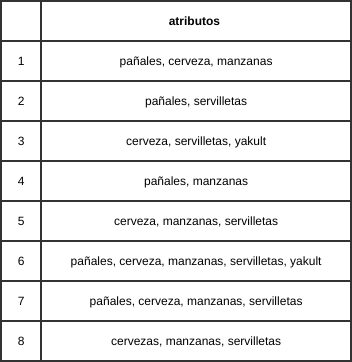 atributos
1 pañales, cerveza, manzanas
2 pañales, servilletas
3 cerveza, servilletas, yakult
4 pañales, manzanas
5 cerveza, manzanas, servilletas
6 pañales, cerveza, manzanas, servilletas, yakult
7 pañales, cerveza, manzanas, servilletas
8 cervezas, manzanas, servilletas